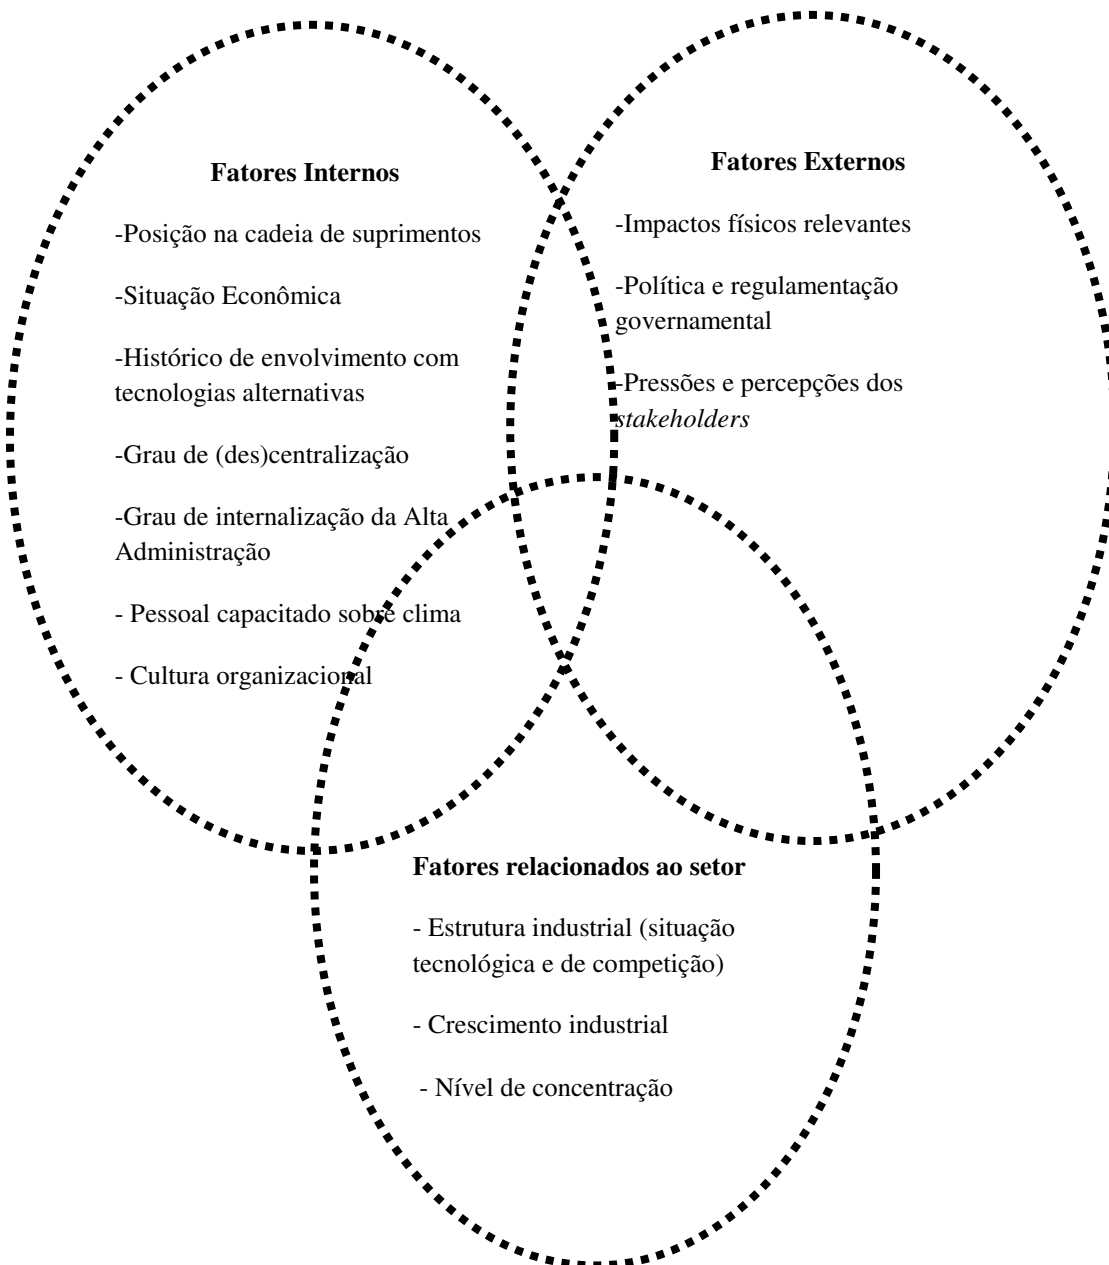 Fatores Internos
-Posição na cadeia de suprimentos
-Situação Econômica
-Histórico de envolvimento com
tecnologias alternativas
-Grau de (des)centralização
-Grau de internalização da Alta
Administração
- Pessoal capacitado sobre clima
- Cultura organizacional
Fatores Externos
-Impactos físicos relevantes
-Política e regulamentação
governamental
-Pressões e percepções dos
stakeholders
Fatores relacionados ao setor
- Estrutura industrial (situação
tecnológica e de competição)
- Crescimento industrial
- Nível de concentração